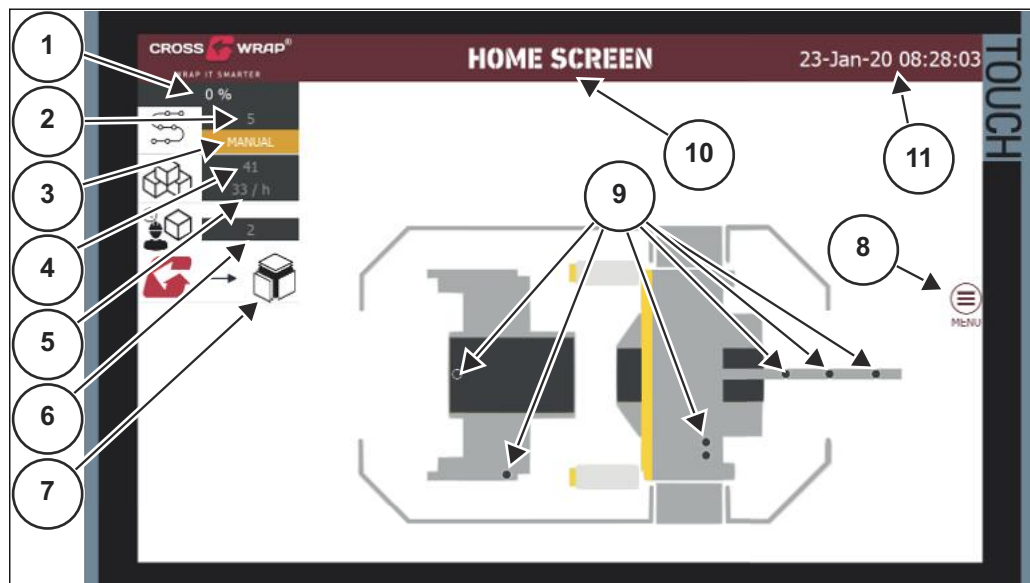 1
2
3
4
5
6
7
CROSS WRAP®
WRAP IT SMARTER
HOME SCREEN
23-Jan-20 08:28:03
TOUCH
0 %
5
MANUAL
41
33 / h
2
10
11
9
8
MENU